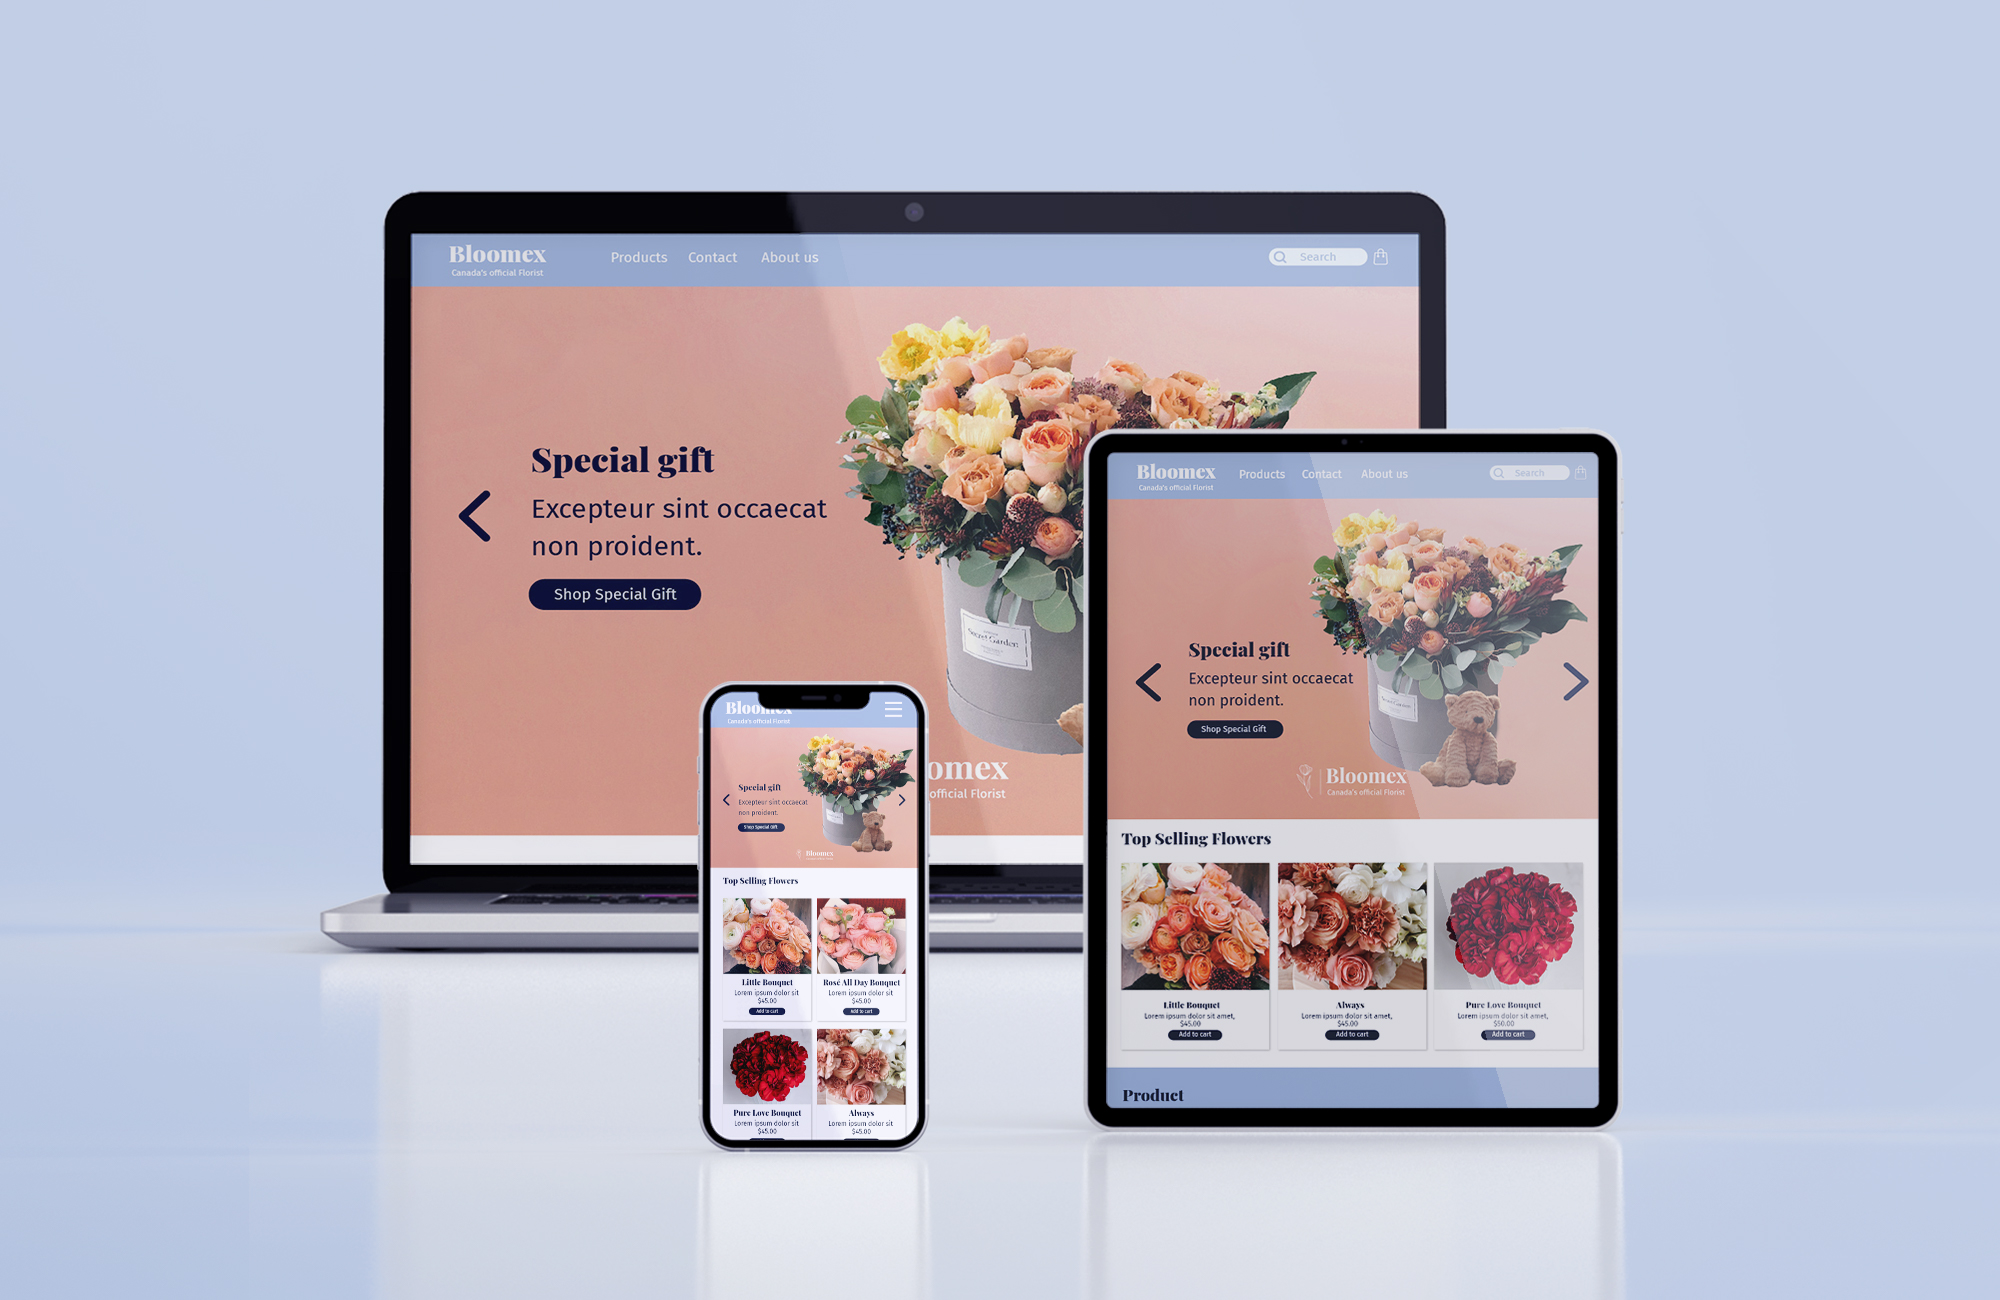 Bloomex
Canada's official Florist
Products Contact About us
Search
Special gift
Excepteur sint occaecat
non proident.
Shop Special Gift
Secret Garden
omex
official Florist
Bloomex
Canada's official Florist
Products Contact About us
Search
Special gift
Excepteur sint occaecat
non proident.
Shop Special Gift
Secret Garden
Bloomex
Canada's official Florist
Top Selling Flowers
Little Bouquet
Lorem ipsum dolor sit amet,
$45.00
Add to cart
Always
Lorem ipsum dolor sit amet,
$45.00
Add to cart
Pure Love Bouquet
Lorem ipsum dolor sit amet,
$50.00
Add to cart
Product
Bloomex
Canada's official Florist
Special gift
Excepteur sint occaecat
non proident.
Shop Special Gift
Bloomex
Top Selling Flowers
Little Bouquet
Lorem ipsum dolor sit
$45.00
Add to cart
Rosé All Day Bouquet
Lorem ipsum dolor sit
$45.00
Add to cart
Pure Love Bouquet
Lorem ipsum dolor sit
$45.00
Always
Lorem ipsum dolor sit
$45.00